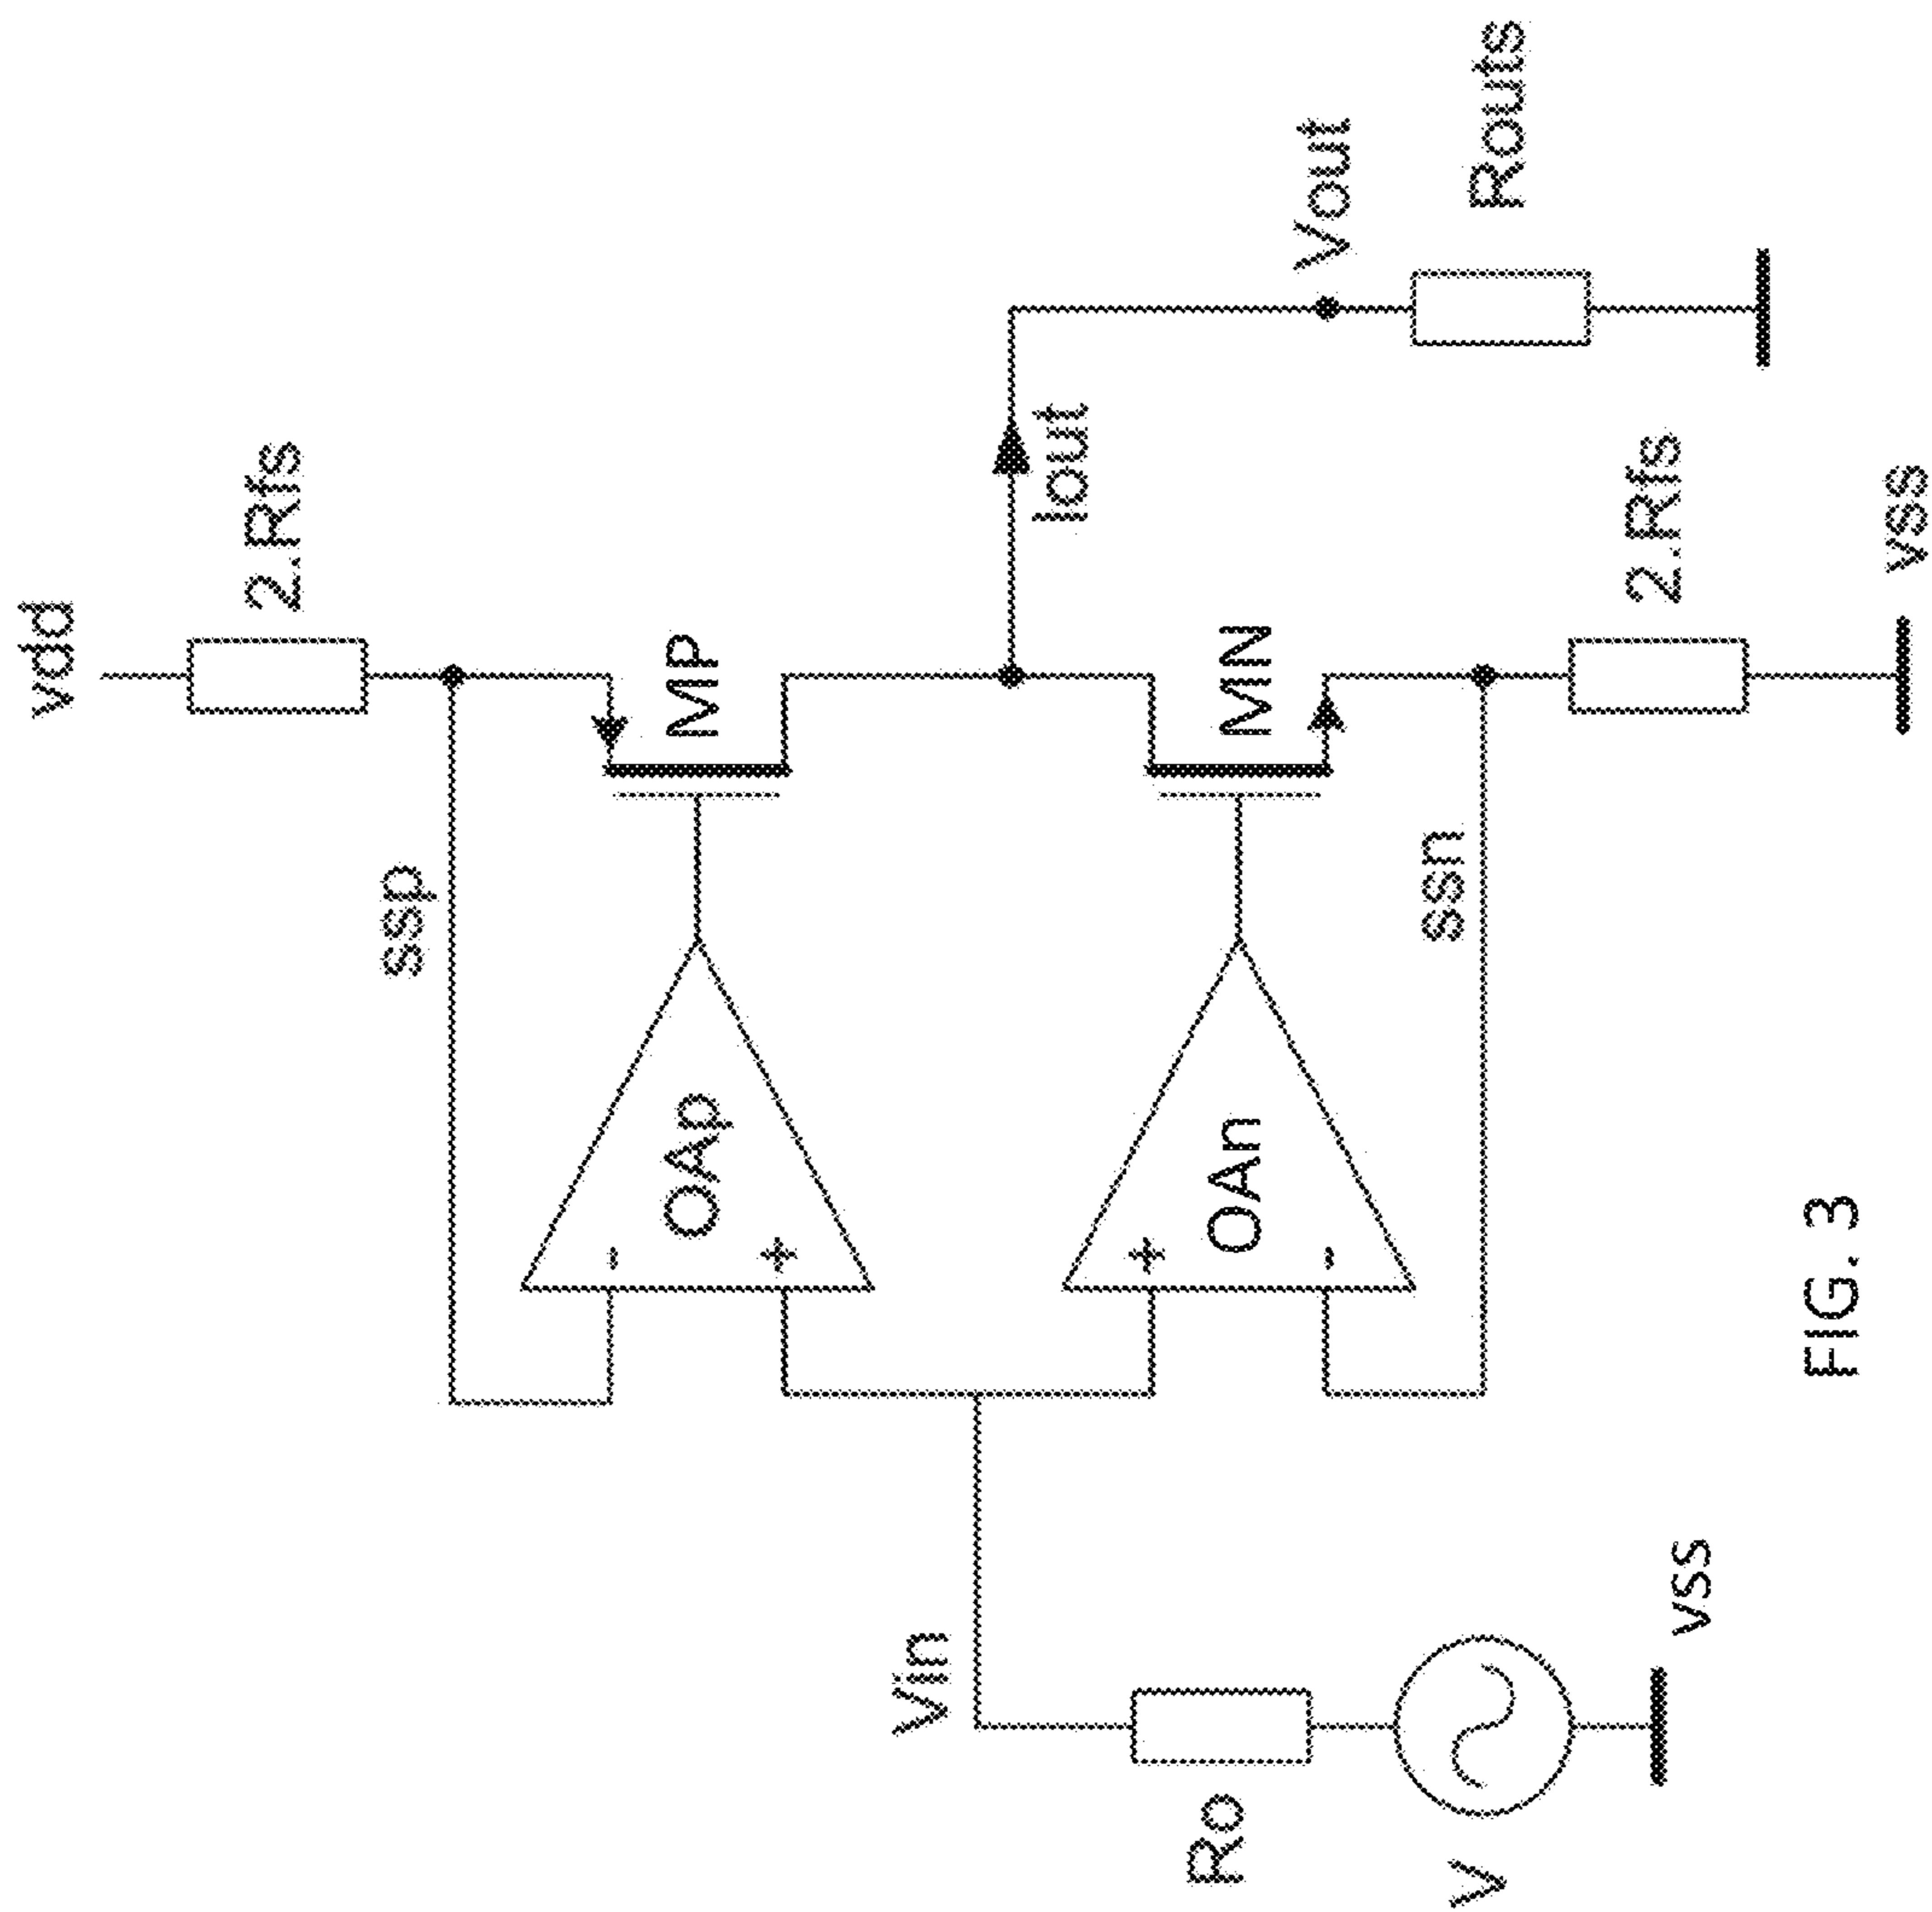 vdd
2.Rfs
ssp
MP
OAp
-
+
Vin
Iout
Vout
Routs
MN
OAn
+
-
ssn
Ro
V
vss
2.Rfs
vss
FIG. 3